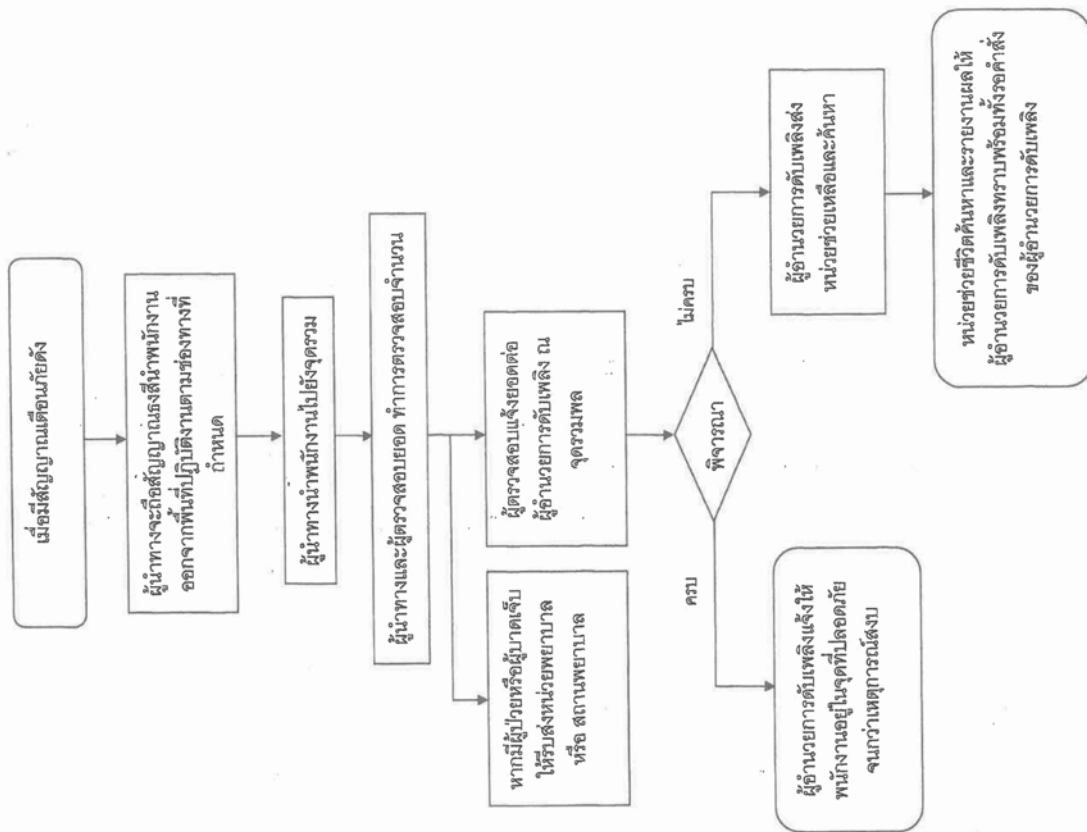 เมื่อมีสัญญาณเตือนภัยดัง
ผู้นำทางจะถือสัญญาณธงสีนำพนักงาน
ออกจากพื้นที่ปฏิบัติงานตามช่องทางที่
กำหนด
ผู้นำทางนำพนักงานไปยังจุดรวม
ผู้นำทางและผู้ตรวจสอบยอด ทำการตรวจสอบจำนวน
หากมีผู้ป่วยหรือผู้บาดเจ็บ
ให้รีบส่งหน่วยพยาบาล
หรือ สถานพยาบาล
ผู้ตรวจสอบแจ้งยอดต่อ
ผู้อำนวยการดับเพลิง ณ
จุดรวมพล
พิจารณา
ครบ
ไม่ครบ
ผู้อำนวยการดับเพลิงแจ้งให้
พนักงานอยู่ในจุดที่ปลอดภัย
จนกว่าเหตุการณ์สงบ
ผู้อำนวยการดับเพลิงส่ง
หน่วยช่วยเหลือและค้นหา
หน่วยช่วยชีวิตค้นหาและรายงานผลให้
ผู้อำนวยการดับเพลิงทราบพร้อมทั้งรอคำสั่ง
ของผู้อำนวยการดับเพลิง